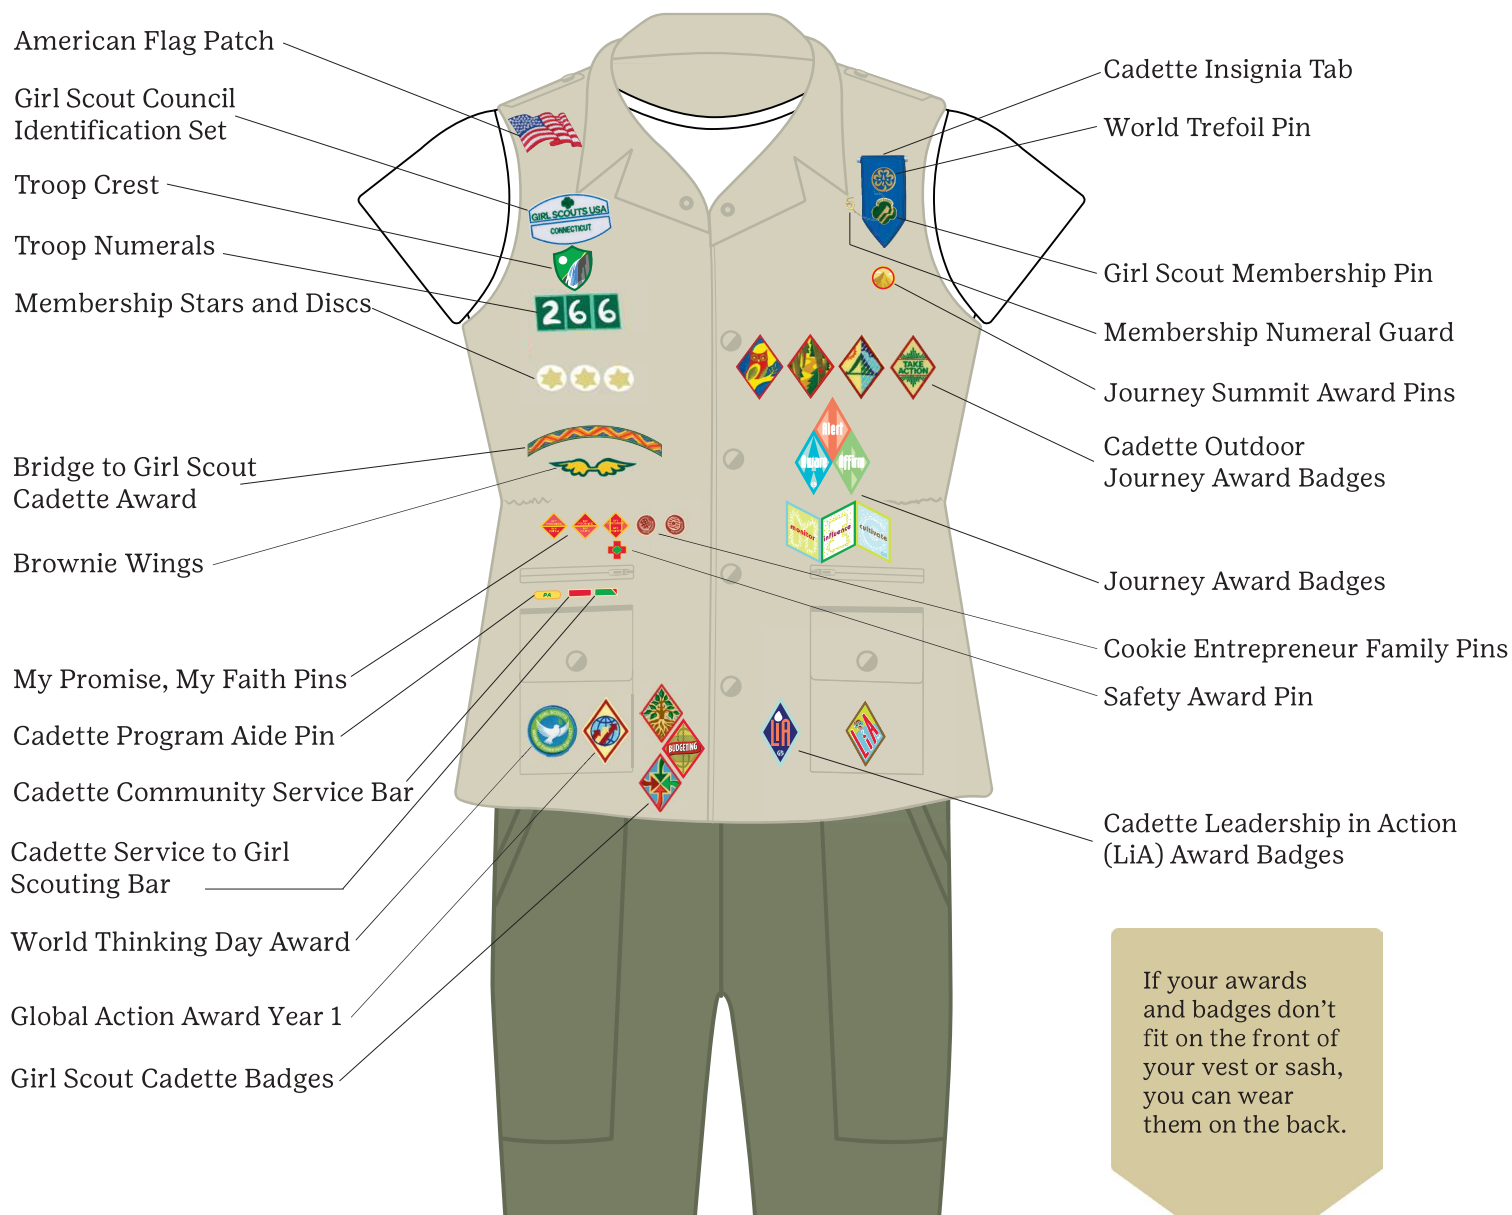 American Flag Patch
Girl Scout Council
Identification Set
Troop Crest
Troop Numerals
Membership Stars and Discs
Bridge to Girl Scout
Cadette Award
Brownie Wings
My Promise, My Faith Pins
Cadette Program Aide Pin
Cadette Community Service Bar
Cadette Service to Girl
Scouting Bar
World Thinking Day Award
Global Action Award Year 1
Girl Scout Cadette Badges
GIRL SCOUTS USA
CONNECTICUT
266
PA
BUDGETING
TAKE
ACTION
Alert
Affirm
monitor
influence
cultivate
LiA
LiA
Cadette Insignia Tab
World Trefoil Pin
Girl Scout Membership Pin
Membership Numeral Guard
Journey Summit Award Pins
Cadette Outdoor
Journey Award Badges
Journey Award Badges
Cookie Entrepreneur Family Pins
Safety Award Pin
Cadette Leadership in Action
(LiA) Award Badges
If your awards
and badges don't
fit on the front of
your vest or sash,
you can wear
them on the back.